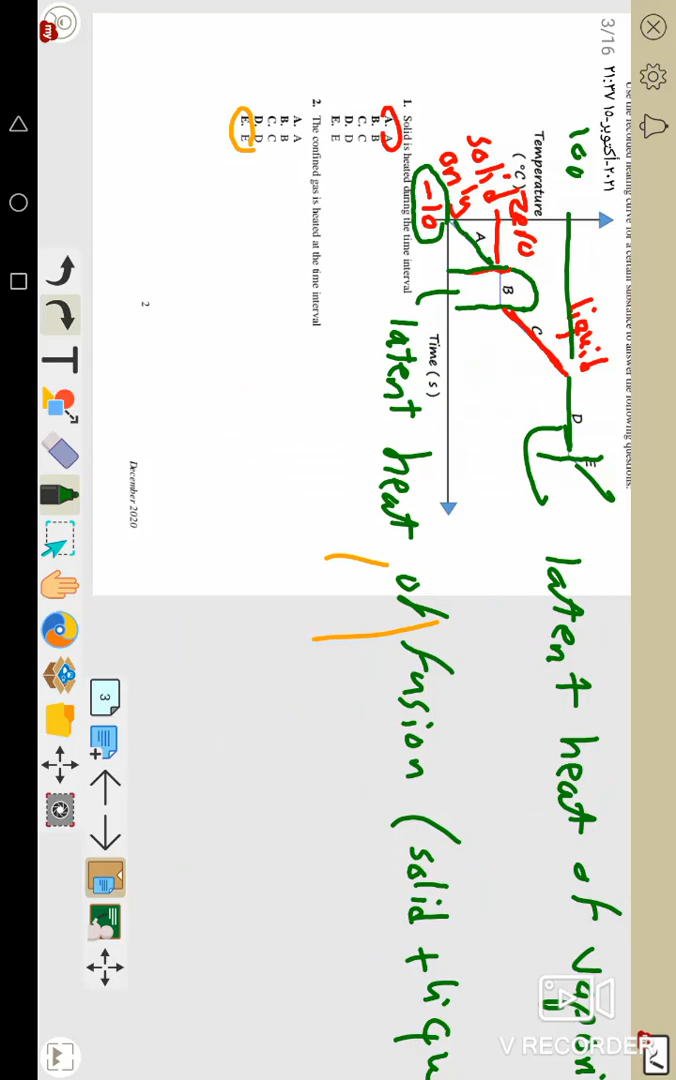 3/16
٢٠٢١-أكتوبر-١٥ ٢١:٣٧
Use the recorded heating curve for a certain substance to answer the following questions.
100
Temperature
(°C)
zero
solid
only
-10
A
B
C
D
E
liquid
Time (s)
latent heat of vapori
latent heat of fusion (solid + liqu
1. Solid is heated during the time interval
A. A
B. B
C. C
D. D
E. E
2. The confined gas is heated at the time interval
A. A
B. B
C. C
D. D
E. E
2
December 2020
T
3
my
V RECORDER